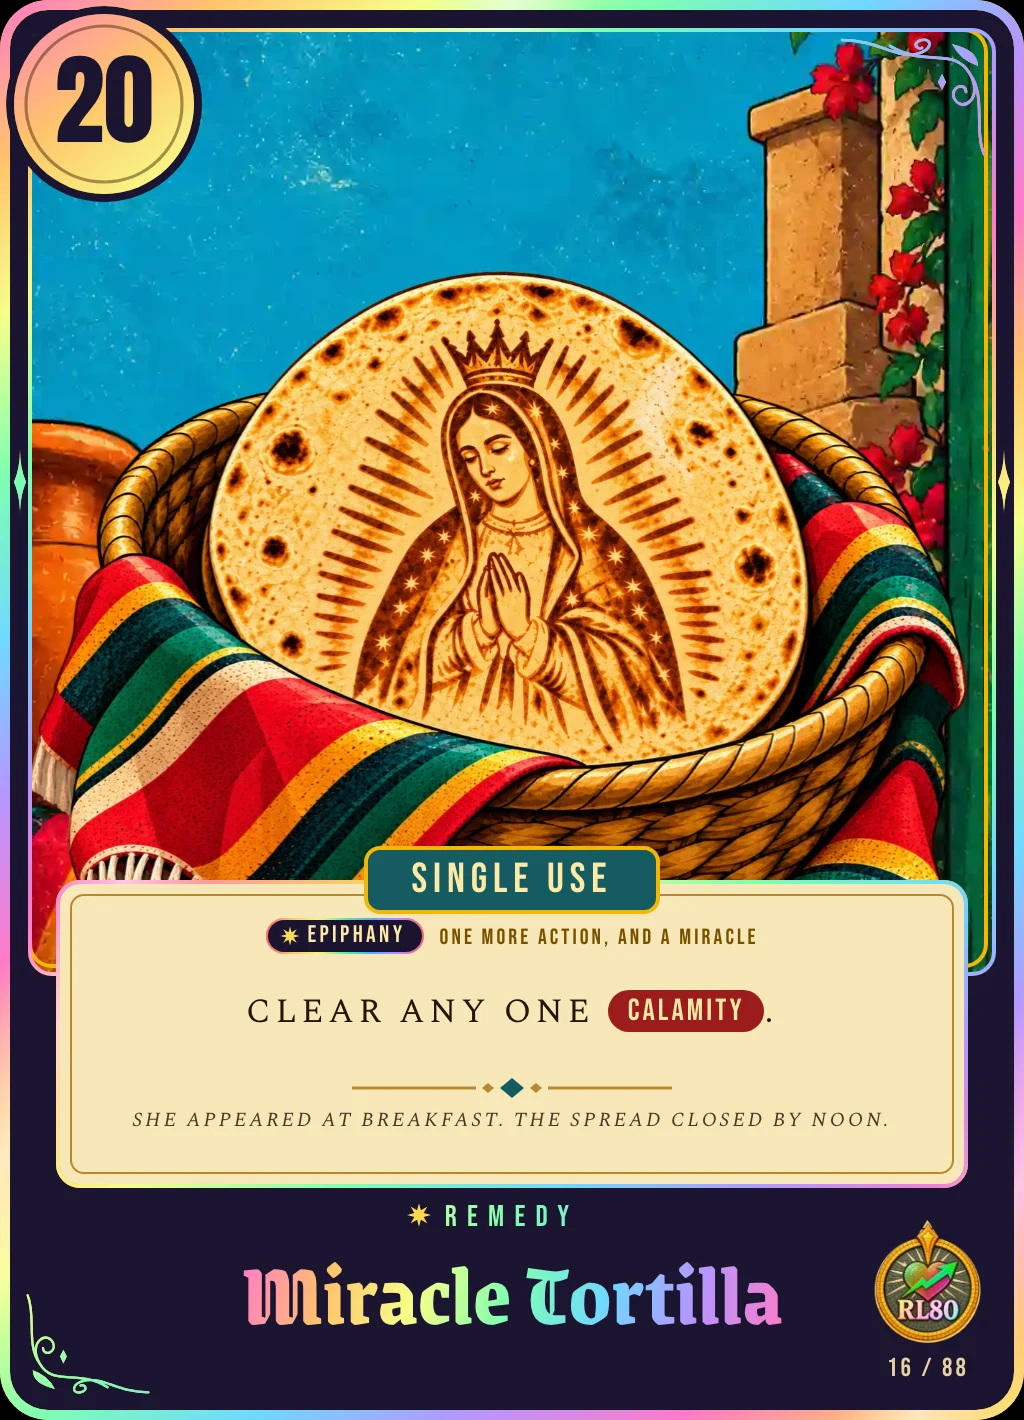 20
SINGLE USE
EPIPHANY ONE MORE ACTION, AND A MIRACLE
CLEAR ANY ONE CALAMITY.
SHE APPEARED AT BREAKFAST. THE SPREAD CLOSED BY NOON.
REMEDY
Miracle Tortilla
RL80
16 / 88